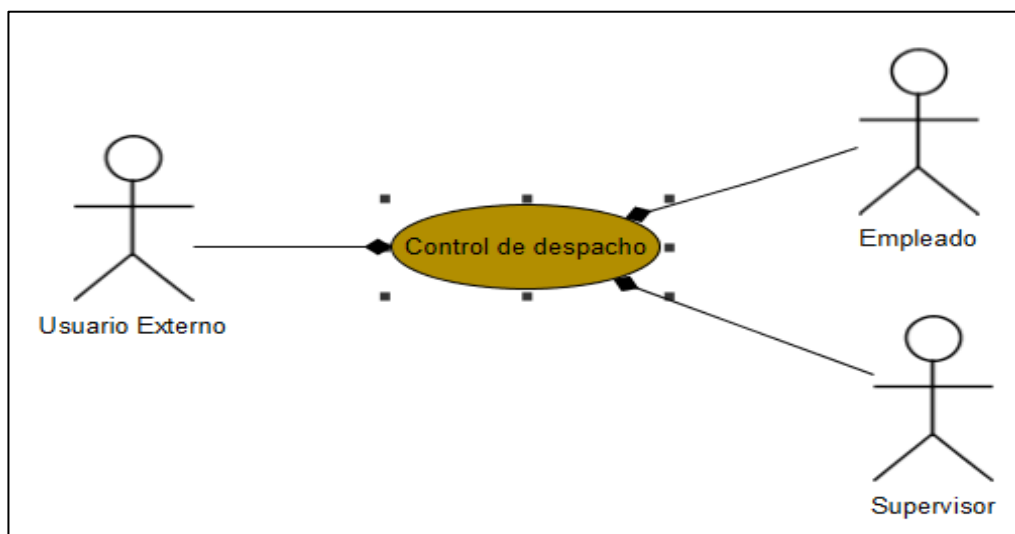 Usuario Externo
Control de despacho
Empleado
Supervisor